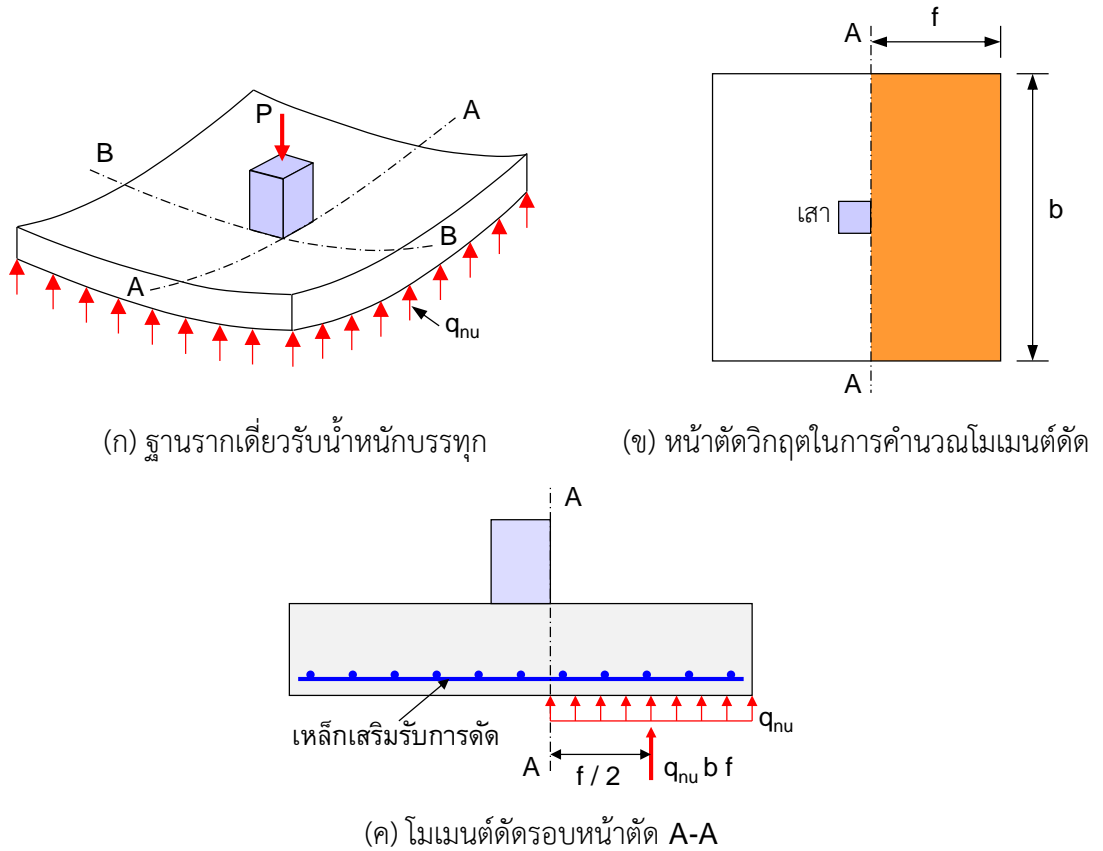 P
A
B
B
A
qnu
(ก) ฐานรากเดี่ยวรับน้ำหนักบรรทุก
A
f
เสา
b
A
(ข) หน้าตัดวิกฤตในการคำนวณโมเมนต์ดัด
A
เหล็กเสริมรับการดัด
qnu
A
f / 2
qnu b f
(ค) โมเมนต์ดัดรอบหน้าตัด A-A